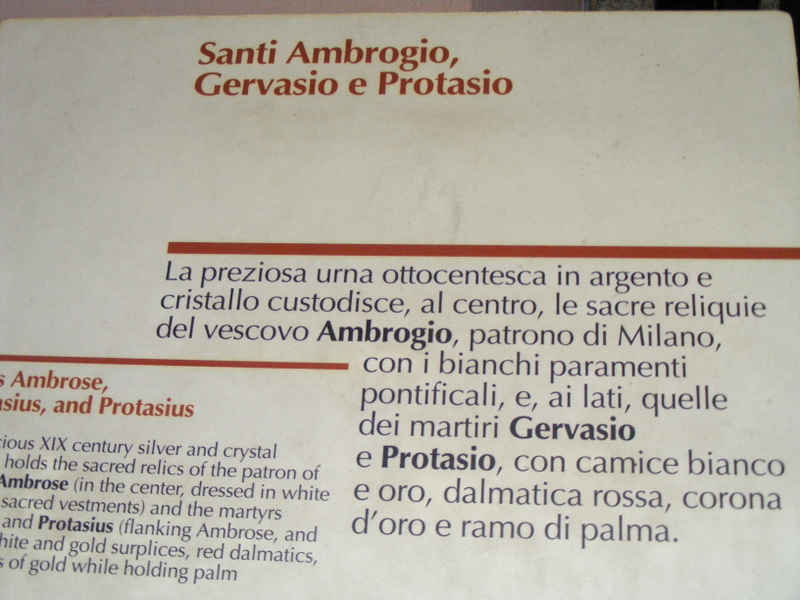 Santi Ambrogio,
Gervasio e Protasio
La preziosa urna ottocentesca in argento e
cristallo custodisce, al centro, le sacre reliquie
del vescovo Ambrogio, patrono di Milano,
con i bianchi paramenti
pontificali, e, ai lati, quelle
dei martiri Gervasio
e Protasio, con camice bianco
e oro, dalmatica rossa, corona
d'oro e ramo di palma.
Ambrose,
and Protasius
XIX century silver and crystal
holds the sacred relics of the patron of
Ambrose (in the center, dressed in white
sacred vestments) and the martyrs
and Protasius (flanking Ambrose, and
and gold surplices, red dalmatics,
of gold while holding palm